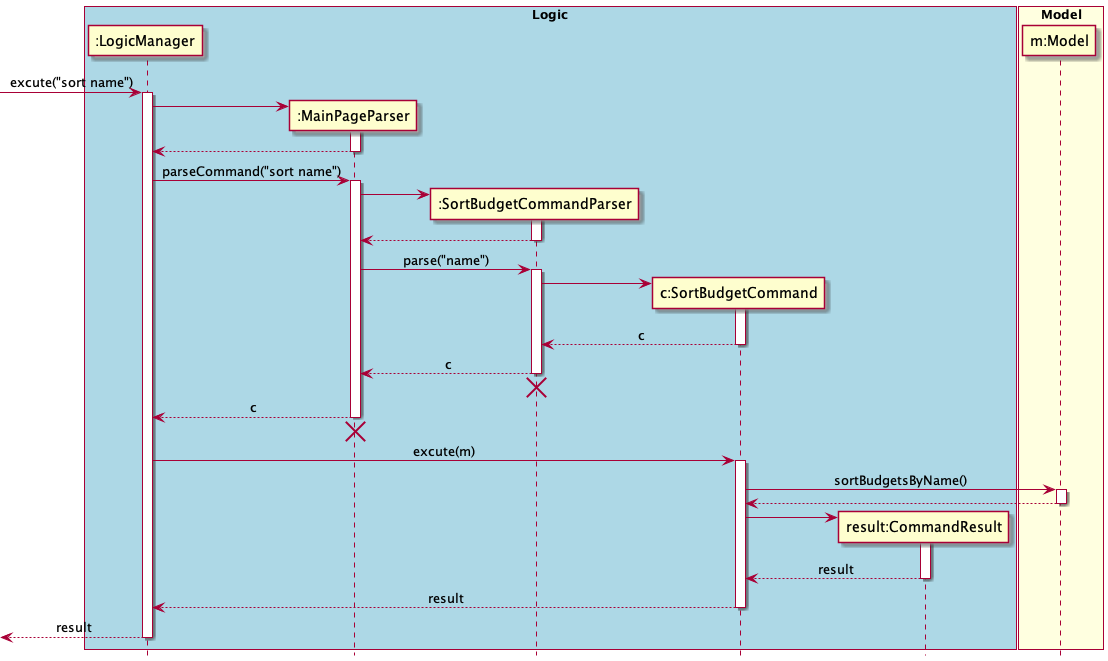 Logic
Model
:LogicManager
m:Model
excute("sort name")
:MainPageParser
parseCommand("sort name")
:SortBudgetCommandParser
parse("name")
c:SortBudgetCommand
c
c
c
excute(m)
sortBudgetsByName()
result:CommandResult
result
result
result